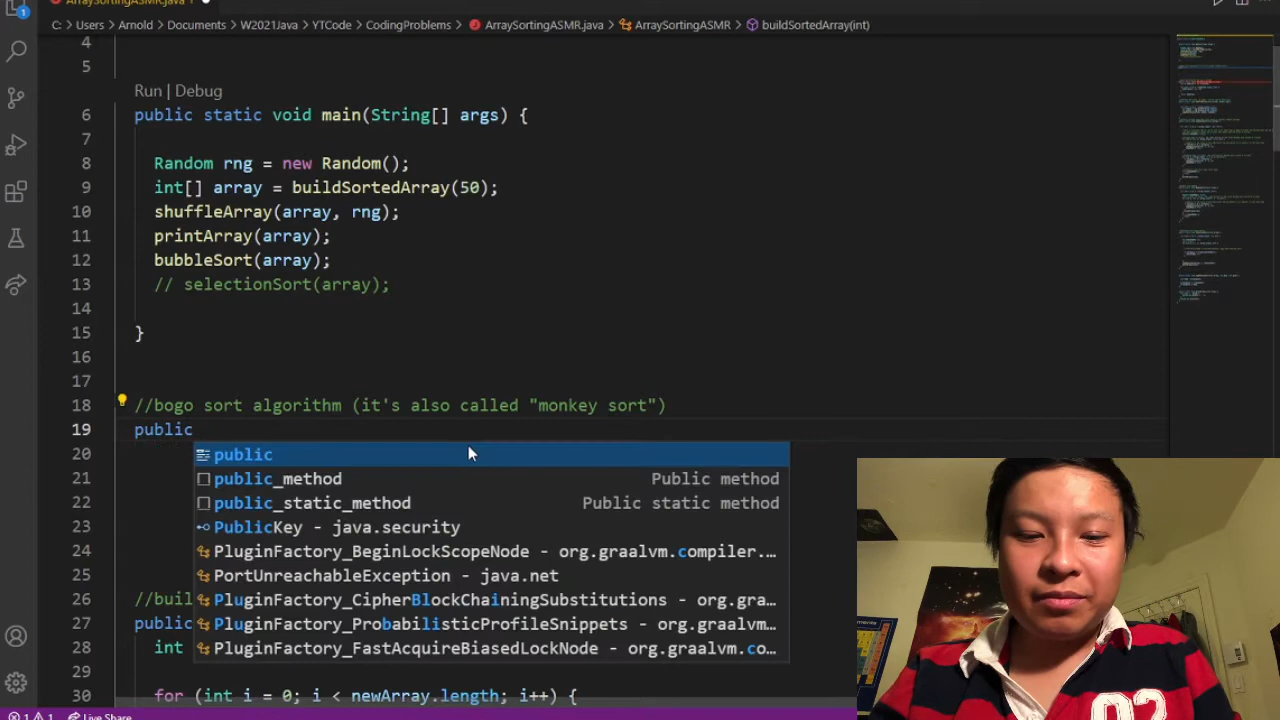 ArraySortingASMR.java 1
C: > Users > Arnold > Documents > W2021Java > YTCode > CodingProblems > ArraySortingASMR.java > ArraySortingASMR > buildSortedArray(int)
1
4
5
Run | Debug
6 public static void main(String[] args) {
7
8 Random rng = new Random();
9 int[] array = buildSortedArray(50);
10 shuffleArray(array, rng);
11 printArray(array);
12 bubbleSort(array);
13 // selectionSort(array);
14
15 }
16
17
18 //bogo sort algorithm (it's also called "monkey sort")
19 public
20 public
21 public_method Public method
22 public_static_method Public static method
23 PublicKey - java.security
24 PluginFactory_BeginLockScopeNode - org.graalvm.compiler....
25 PortUnreachableException - java.net
26 //buil PluginFactory_CipherBlockChainingSubstitutions - org.gra...
27 public PluginFactory_ProbabilisticProfileSnippets - org.graalvm...
28 int PluginFactory_FastAcquireBiasedLockNode - org.graalvm.co...
29
30 for (int i = 0; i < newArray.length; i++) {
1 1 Live Share
02